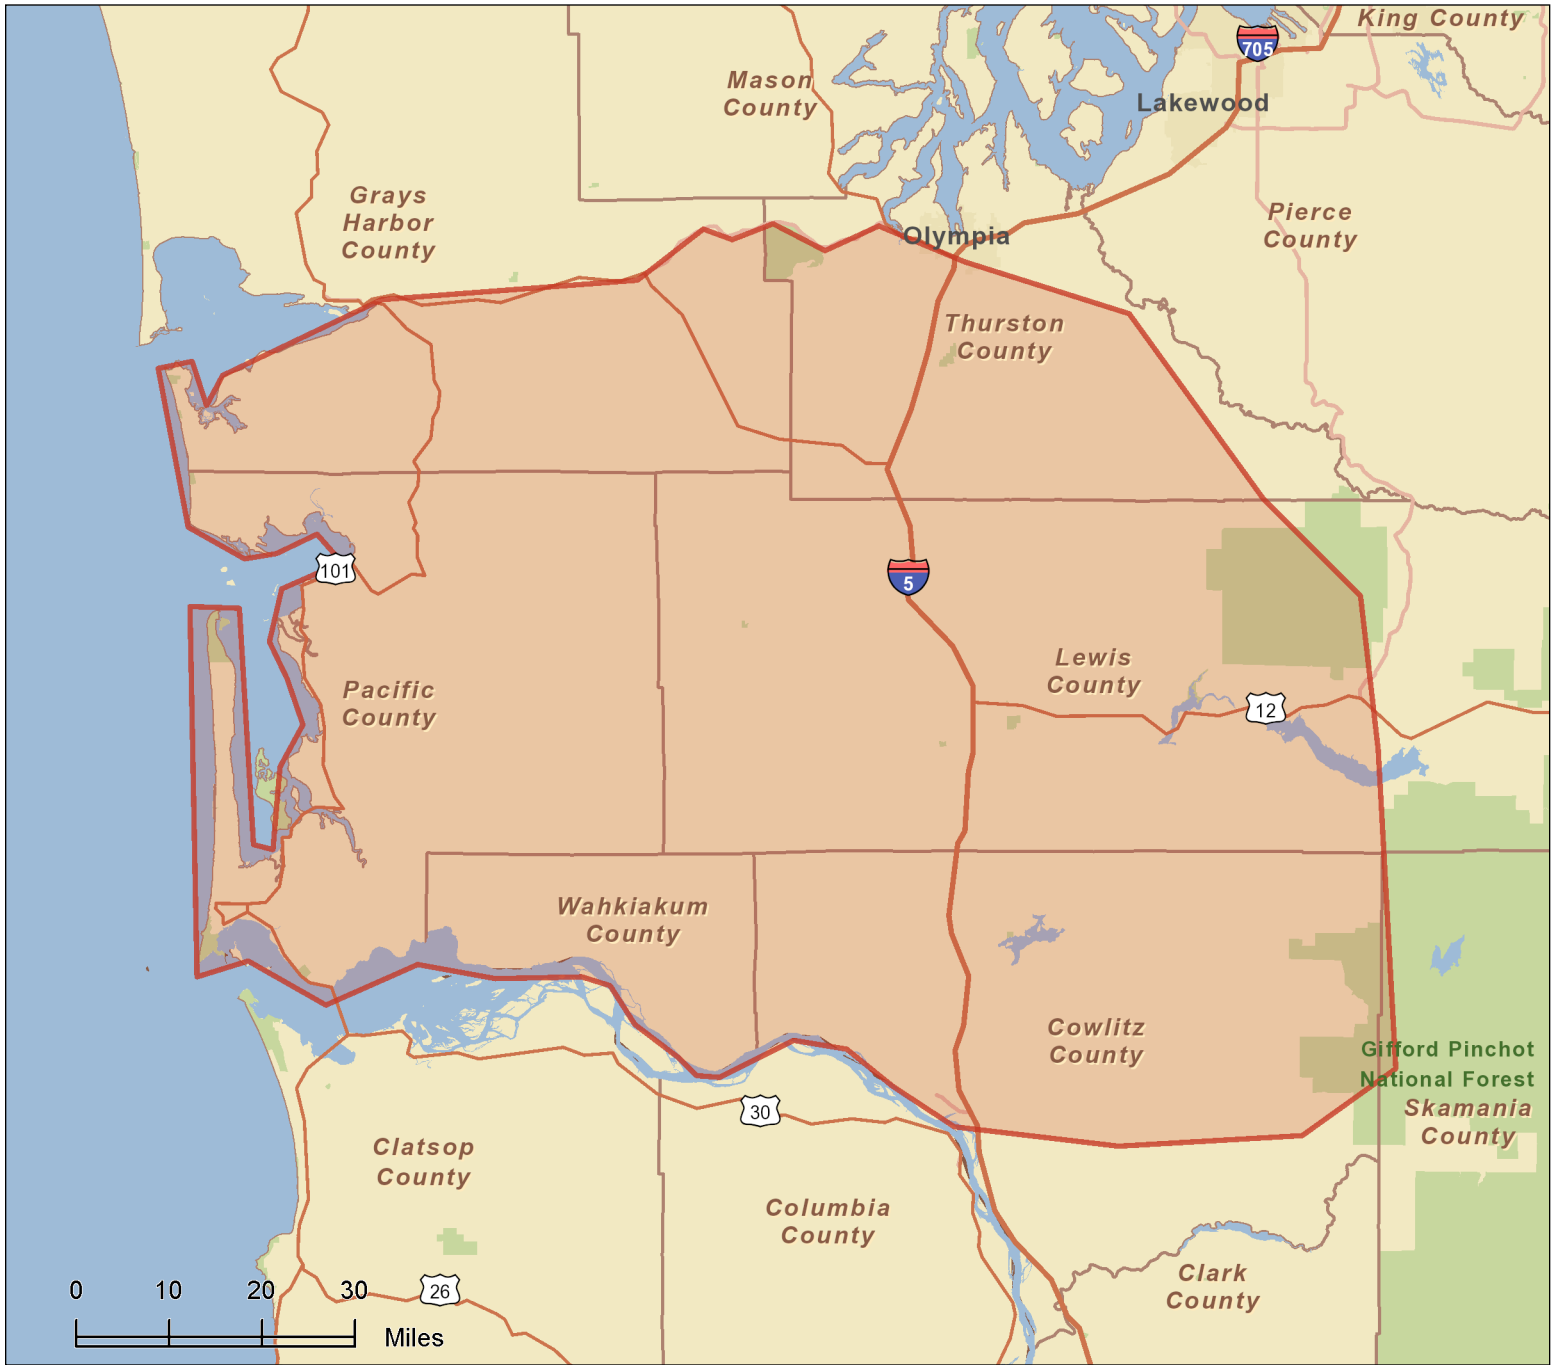 King County
705
Mason
County
Lakewood
Grays
Harbor
County
Pierce
County
Olympia
Thurston
County
101
5
Lewis
County
Pacific
County
12
Wahkiakum
County
Cowlitz
County
Gifford Pinchot
National Forest
Skamania
County
30
Clatsop
County
Columbia
County
Clark
County
26
0 10 20 30
Miles